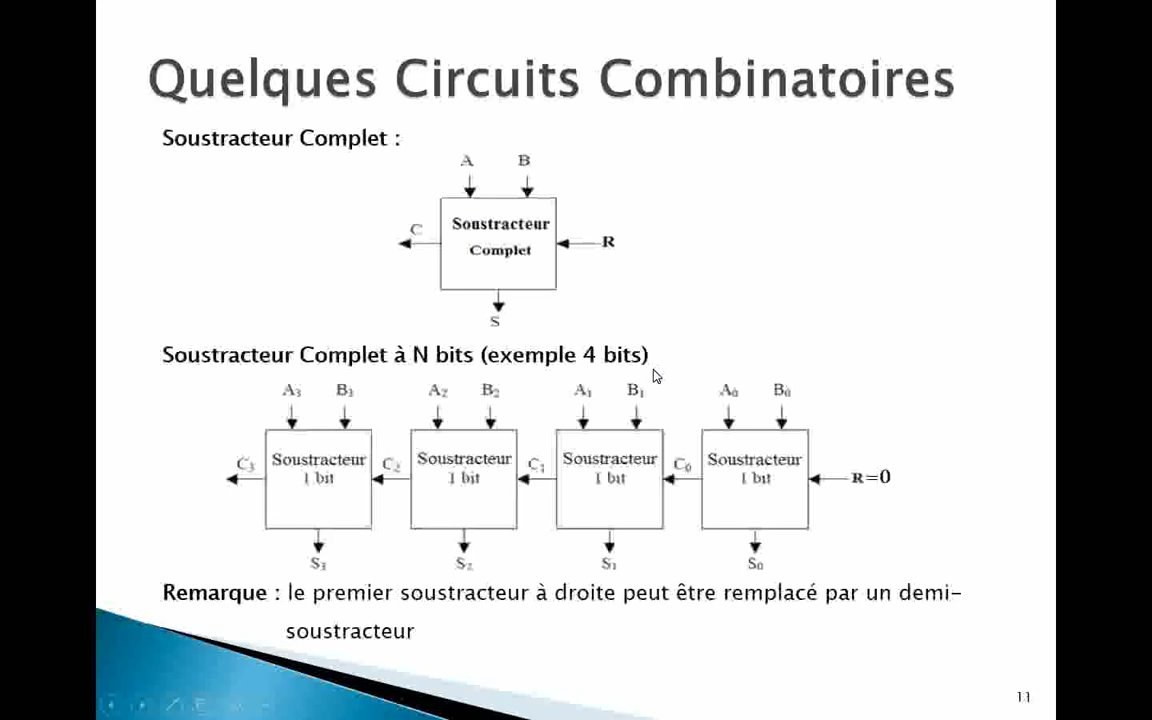 Quelques Circuits Combinatoires
Soustracteur Complet :
A B
C Soustracteur R
Complet
S
Soustracteur Complet à N bits (exemple 4 bits)
A₃ B₃ A₂ B₂ A₁ B₁ A₀ B₀
C₃ Soustracteur C₂ Soustracteur C₁ Soustracteur C₀ Soustracteur
1 bit 1 bit 1 bit 1 bit R=0
S₃ S₂ S₁ S₀
Remarque : le premier soustracteur à droite peut être remplacé par un demi-
soustracteur
11